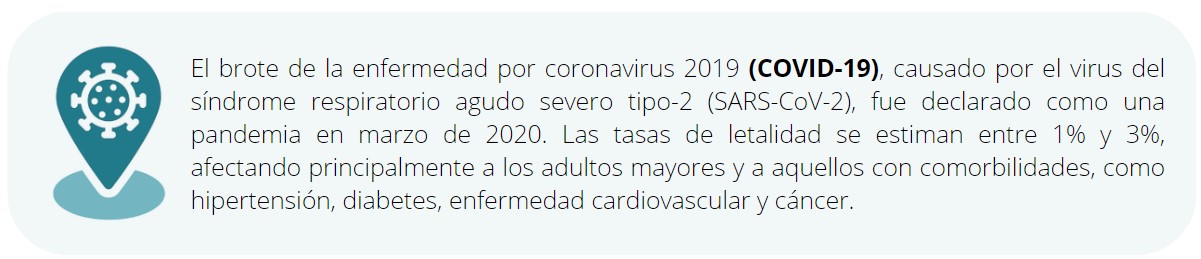 El brote de la enfermedad por coronavirus 2019 (COVID-19), causado por el virus del
síndrome respiratorio agudo severo tipo-2 (SARS-CoV-2), fue declarado como una
pandemia en marzo de 2020. Las tasas de letalidad se estiman entre 1% y 3%,
afectando principalmente a los adultos mayores y a aquellos con comorbilidades, como
hipertensión, diabetes, enfermedad cardiovascular y cáncer.